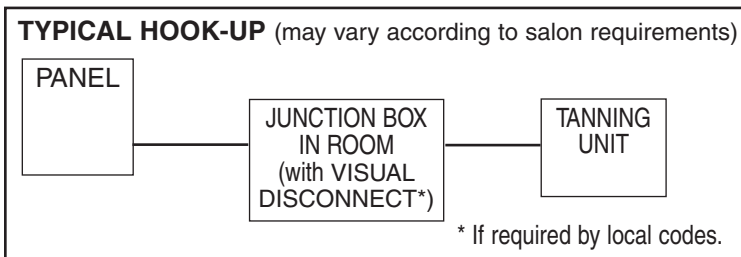 TYPICAL HOOK-UP (may vary according to salon requirements)
PANEL
JUNCTION BOX
IN ROOM
(with VISUAL
DISCONNECT*)
TANNING
UNIT
* If required by local codes.